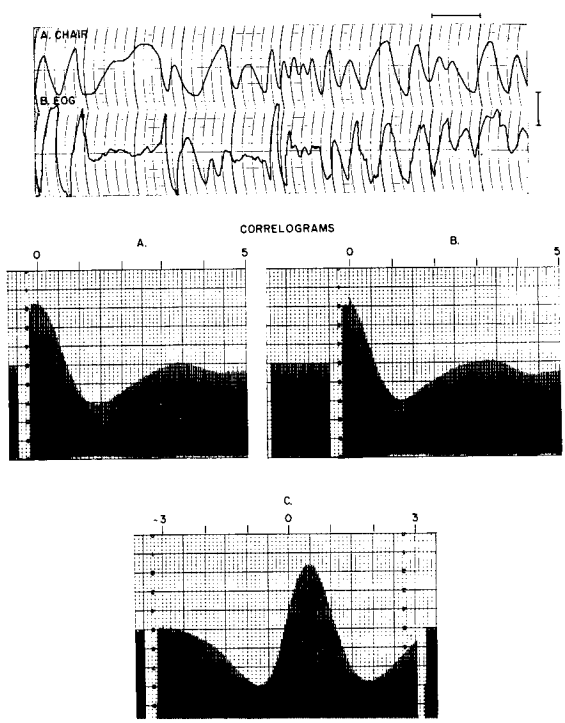 A. CHAIR
B. EOG
CORRELOGRAMS
A.
B.
0 5
0 5
C.
-3 0 3